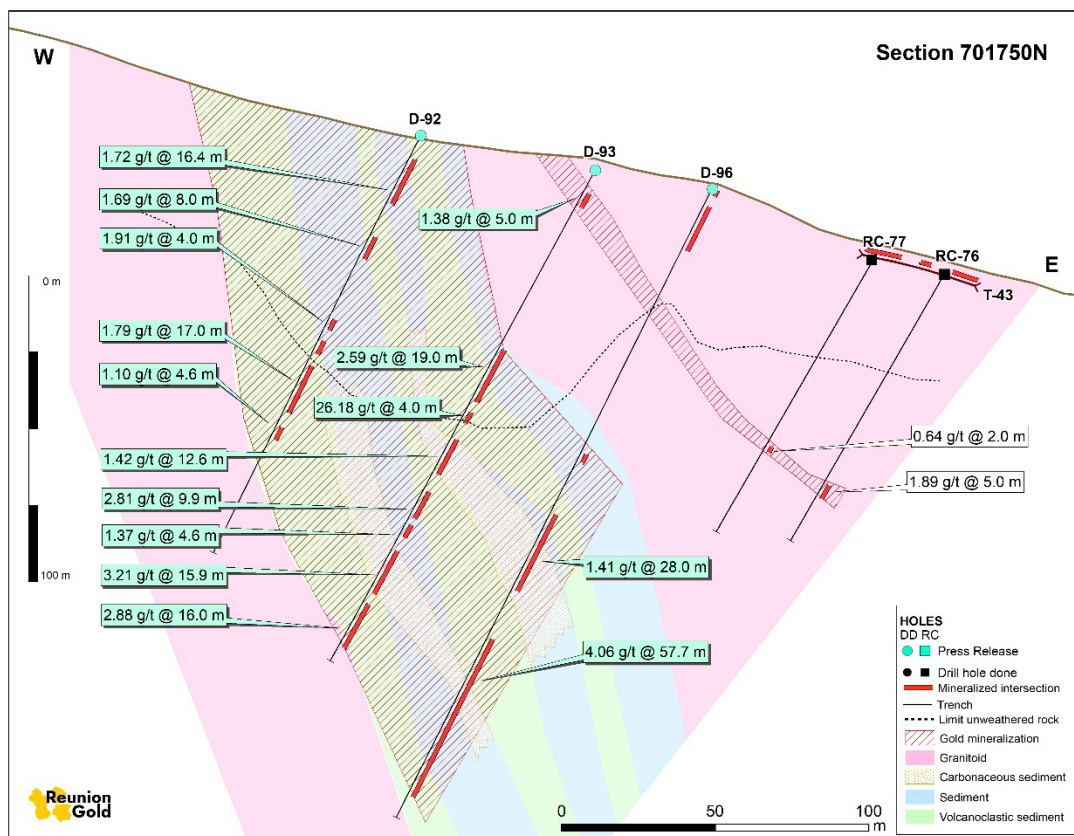 Section 701750N
W
D-92
D-93
D-96
1.72 g/t @ 16.4 m
1.69 g/t @ 8.0 m
1.38 g/t @ 5.0 m
1.91 g/t @ 4.0 m
RC-77
RC-76
E
T-43
0 m
1.79 g/t @ 17.0 m
2.59 g/t @ 19.0 m
1.10 g/t @ 4.6 m
26.18 g/t @ 4.0 m
0.64 g/t @ 2.0 m
1.42 g/t @ 12.6 m
1.89 g/t @ 5.0 m
2.81 g/t @ 9.9 m
1.37 g/t @ 4.6 m
100 m
3.21 g/t @ 15.9 m
1.41 g/t @ 28.0 m
2.88 g/t @ 16.0 m
4.06 g/t @ 57.7 m
HOLES
DD RC
Press Release
Drill hole done
Mineralized intersection
Trench
Limit unweathered rock
Gold mineralization
Granitoid
Carbonaceous sediment
Sediment
Volcanoclastic sediment
Reunion
Gold
0 50 100
m